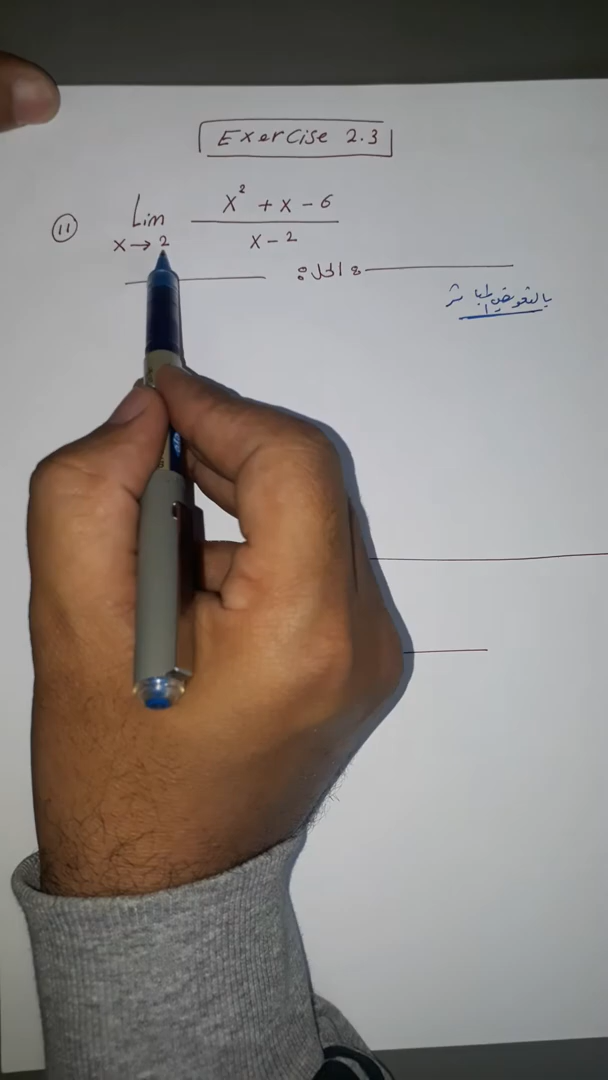 Exercise 2.3
⑪ Lim x² + x - 6
x → 2 x - 2
الحل:
بالتعويض المباشر